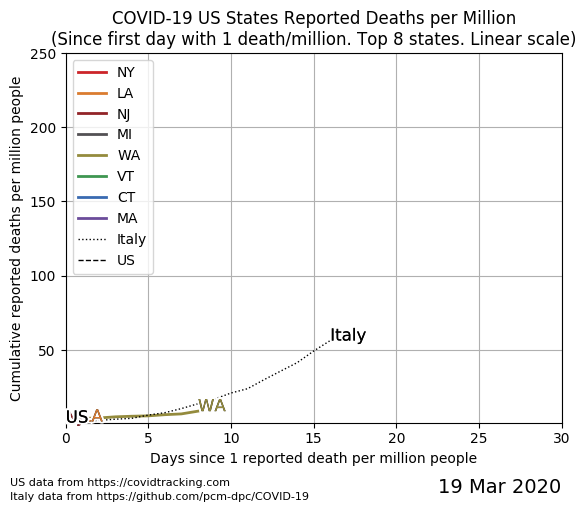 COVID-19 US States Reported Deaths per Million
(Since first day with 1 death/million. Top 8 states. Linear scale)
Cumulative reported deaths per million people
250
200
150
100
50
NY
LA
NJ
MI
WA
VT
CT
MA
Italy
US
Italy
WA
US
LA
0
5
10
15
20
25
30
Days since 1 reported death per million people
US data from https://covidtracking.com
Italy data from https://github.com/pcm-dpc/COVID-19
19 Mar 2020